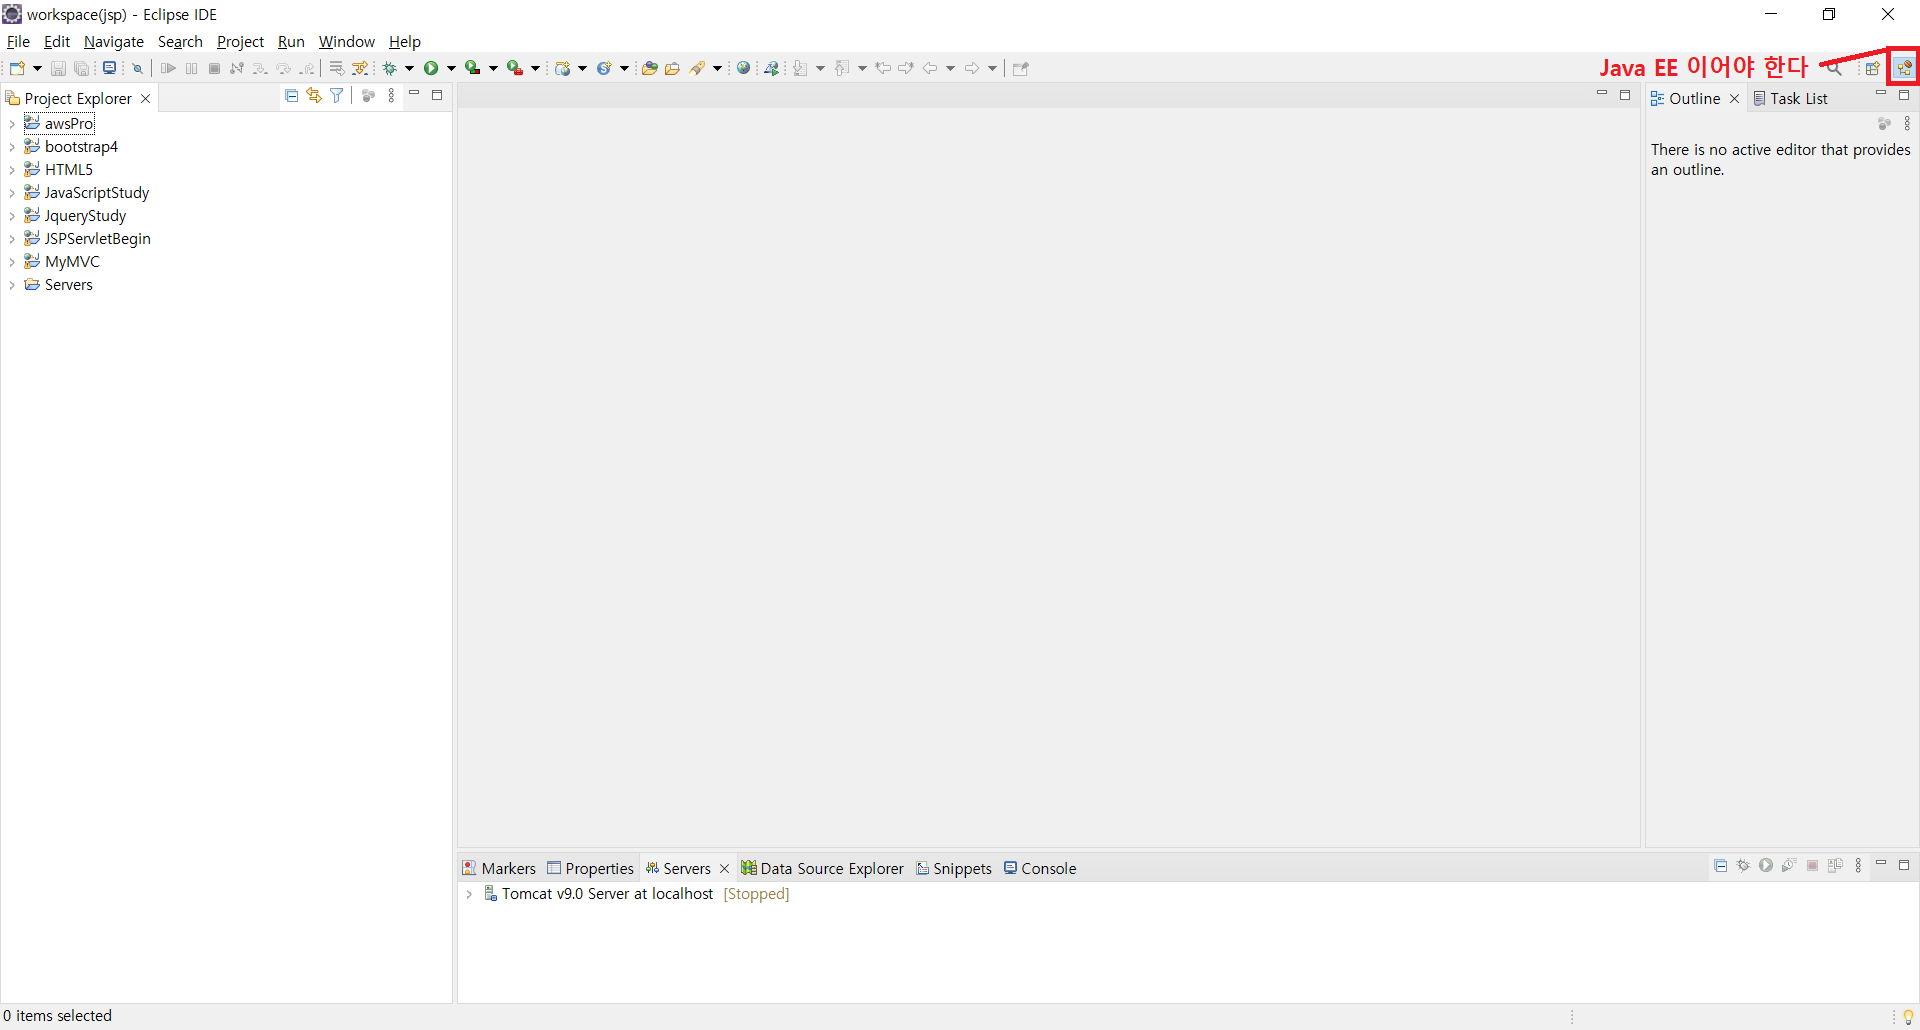 workspace(jsp) - Eclipse IDE
File Edit Navigate Search Project Run Window Help
Java EE 이어야 한다
Project Explorer
awsPro
bootstrap4
HTML5
JavaScriptStudy
JqueryStudy
JSPServletBegin
MyMVC
Servers
Outline Task List
There is no active editor that provides
an outline.
Markers Properties Servers Data Source Explorer Snippets Console
Tomcat v9.0 Server at localhost [Stopped]
0 items selected